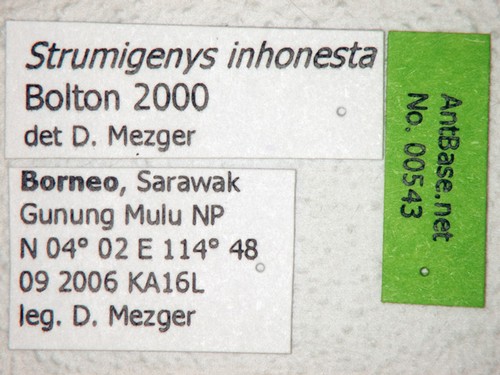 Strumigenys inhonesta
Bolton 2000
det D. Mezger
Borneo, Sarawak
Gunung Mulu NP
N 04° 02 E 114° 48
09 2006 KA16L
leg. D. Mezger
AntBase.net
No. 00543